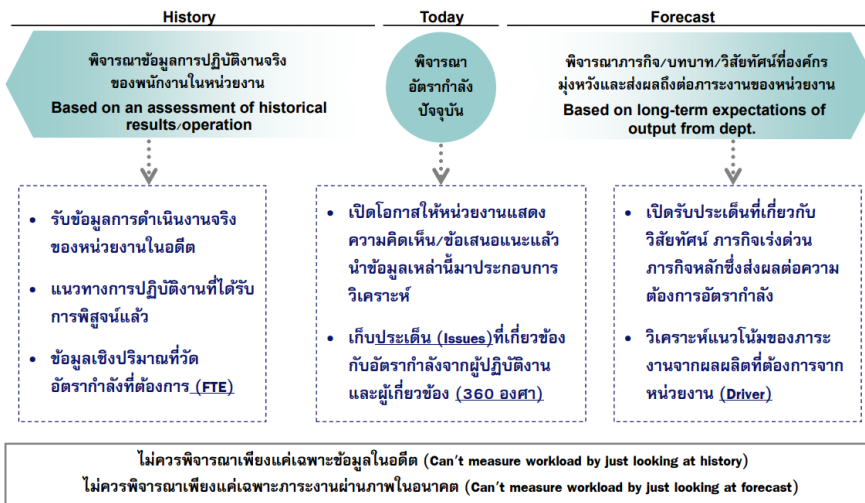 History
Today
Forecast
พิจารณาข้อมูลการปฏิบัติงานจริง
ของพนักงานในหน่วยงาน
Based on an assessment of historical
results/operation
พิจารณา
อัตรากำลัง
ปัจจุบัน
พิจารณาภารกิจ/บทบาท/วิสัยทัศน์ที่องค์กร
มุ่งหวังและส่งผลถึงต่อภาระงานของหน่วยงาน
Based on long-term expectations of
output from dept.
• รับข้อมูลการดำเนินงานจริง
ของหน่วยงานในอดีต
• แนวทางการปฏิบัติงานที่ได้รับ
การพิสูจน์แล้ว
• ข้อมูลเชิงปริมาณที่วัด
อัตรากำลังที่ต้องการ (FTE)
• เปิดโอกาสให้หน่วยงานแสดง
ความคิดเห็น/ข้อเสนอแนะแล้ว
นำข้อมูลเหล่านี้มาประกอบการ
วิเคราะห์
• เก็บประเด็น (Issues)ที่เกี่ยวข้อง
กับอัตรากำลังจากผู้ปฏิบัติงาน
และผู้เกี่ยวข้อง (360 องศา)
• เปิดรับประเด็นที่เกี่ยวกับ
วิสัยทัศน์ ภารกิจเร่งด่วน
ภารกิจหลักซึ่งส่งผลต่อความ
ต้องการอัตรากำลัง
• วิเคราะห์แนวโน้มของภาระ
งานจากผลผลิตที่ต้องการจาก
หน่วยงาน (Driver)
ไม่ควรพิจารณาเพียงแค่เฉพาะข้อมูลในอดีต (Can't measure workload by just looking at history)
ไม่ควรพิจารณาเพียงแค่เฉพาะภาระงานผ่านภาพในอนาคต (Can't measure workload by just looking at forecast)